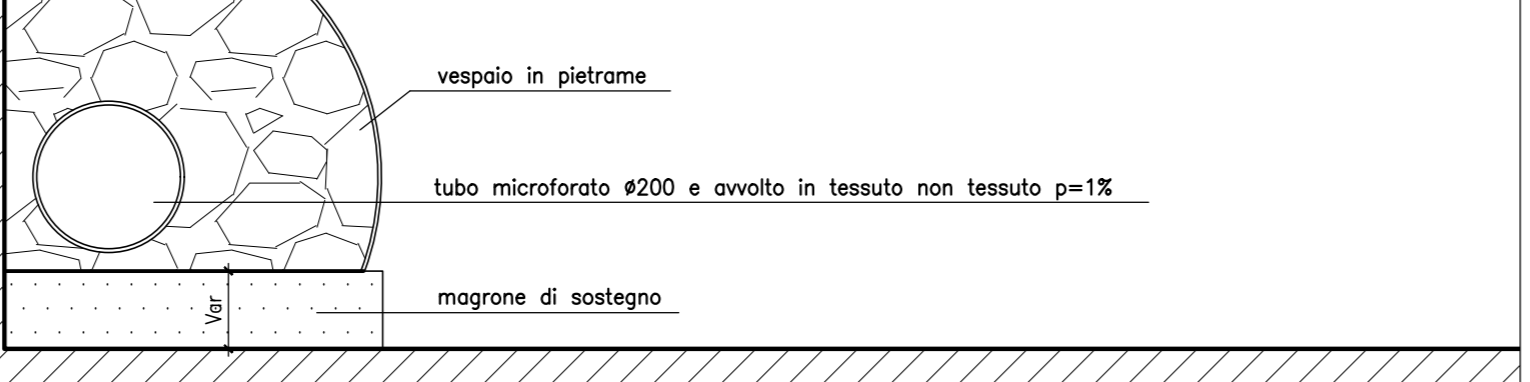 vespaio in pietrame
tubo microforato ø200 e avvolto in tessuto non tessuto p=1%
magrone di sostegno
Var